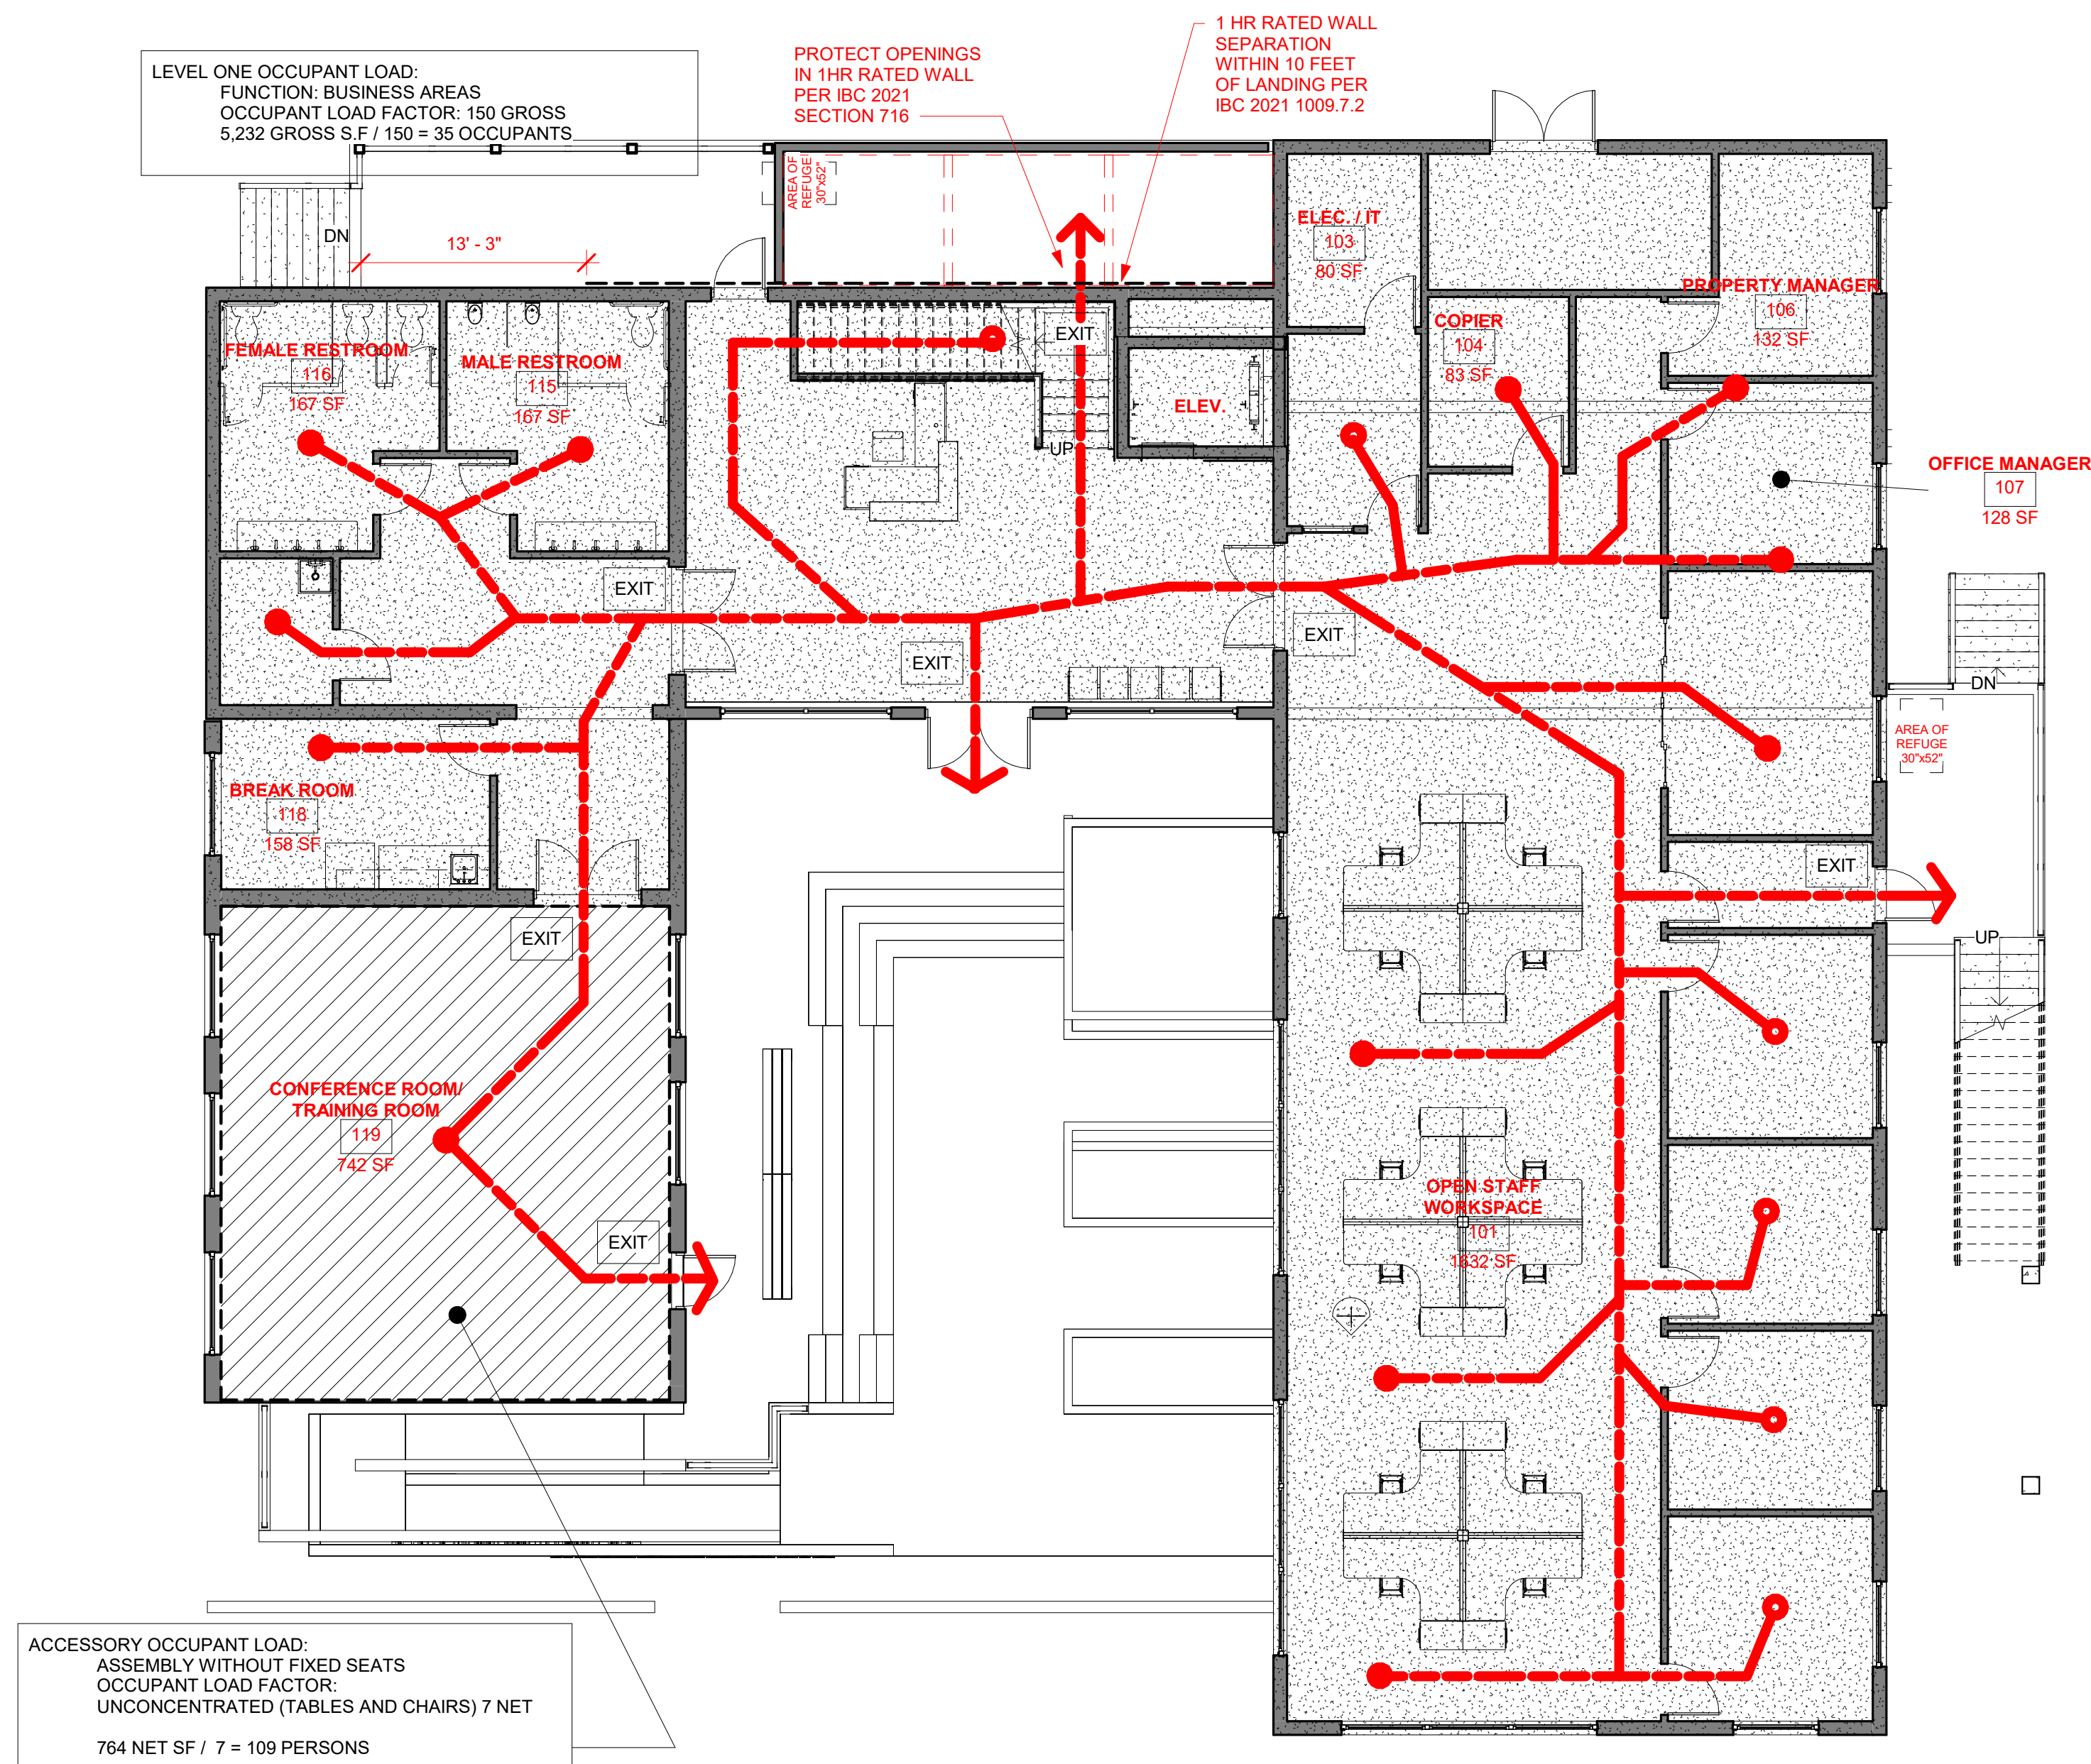 LEVEL ONE OCCUPANT LOAD:
FUNCTION: BUSINESS AREAS
OCCUPANT LOAD FACTOR: 150 GROSS
5,232 GROSS S.F / 150 = 35 OCCUPANTS
PROTECT OPENINGS
IN 1HR RATED WALL
PER IBC 2021
SECTION 716
1 HR RATED WALL
SEPARATION
WITHIN 10 FEET
OF LANDING PER
IBC 2021 1009.7.2
AREA OF
REFUGE
30"x52"
DN
13' - 3"
ELEC. / IT
103
80 SF
PROPERTY MANAGER
106
132 SF
COPIER
104
83 SF
FEMALE RESTROOM
116
167 SF
MALE RESTROOM
115
167 SF
EXIT
ELEV.
UP
OFFICE MANAGER
107
128 SF
EXIT
EXIT
EXIT
DN
AREA OF
REFUGE
30"x52"
BREAK ROOM
118
158 SF
EXIT
EXIT
UP
CONFERENCE ROOM/
TRAINING ROOM
119
742 SF
OPEN STAFF
WORKSPACE
101
1632 SF
EXIT
ACCESSORY OCCUPANT LOAD:
ASSEMBLY WITHOUT FIXED SEATS
OCCUPANT LOAD FACTOR:
UNCONCENTRATED (TABLES AND CHAIRS) 7 NET
764 NET SF / 7 = 109 PERSONS